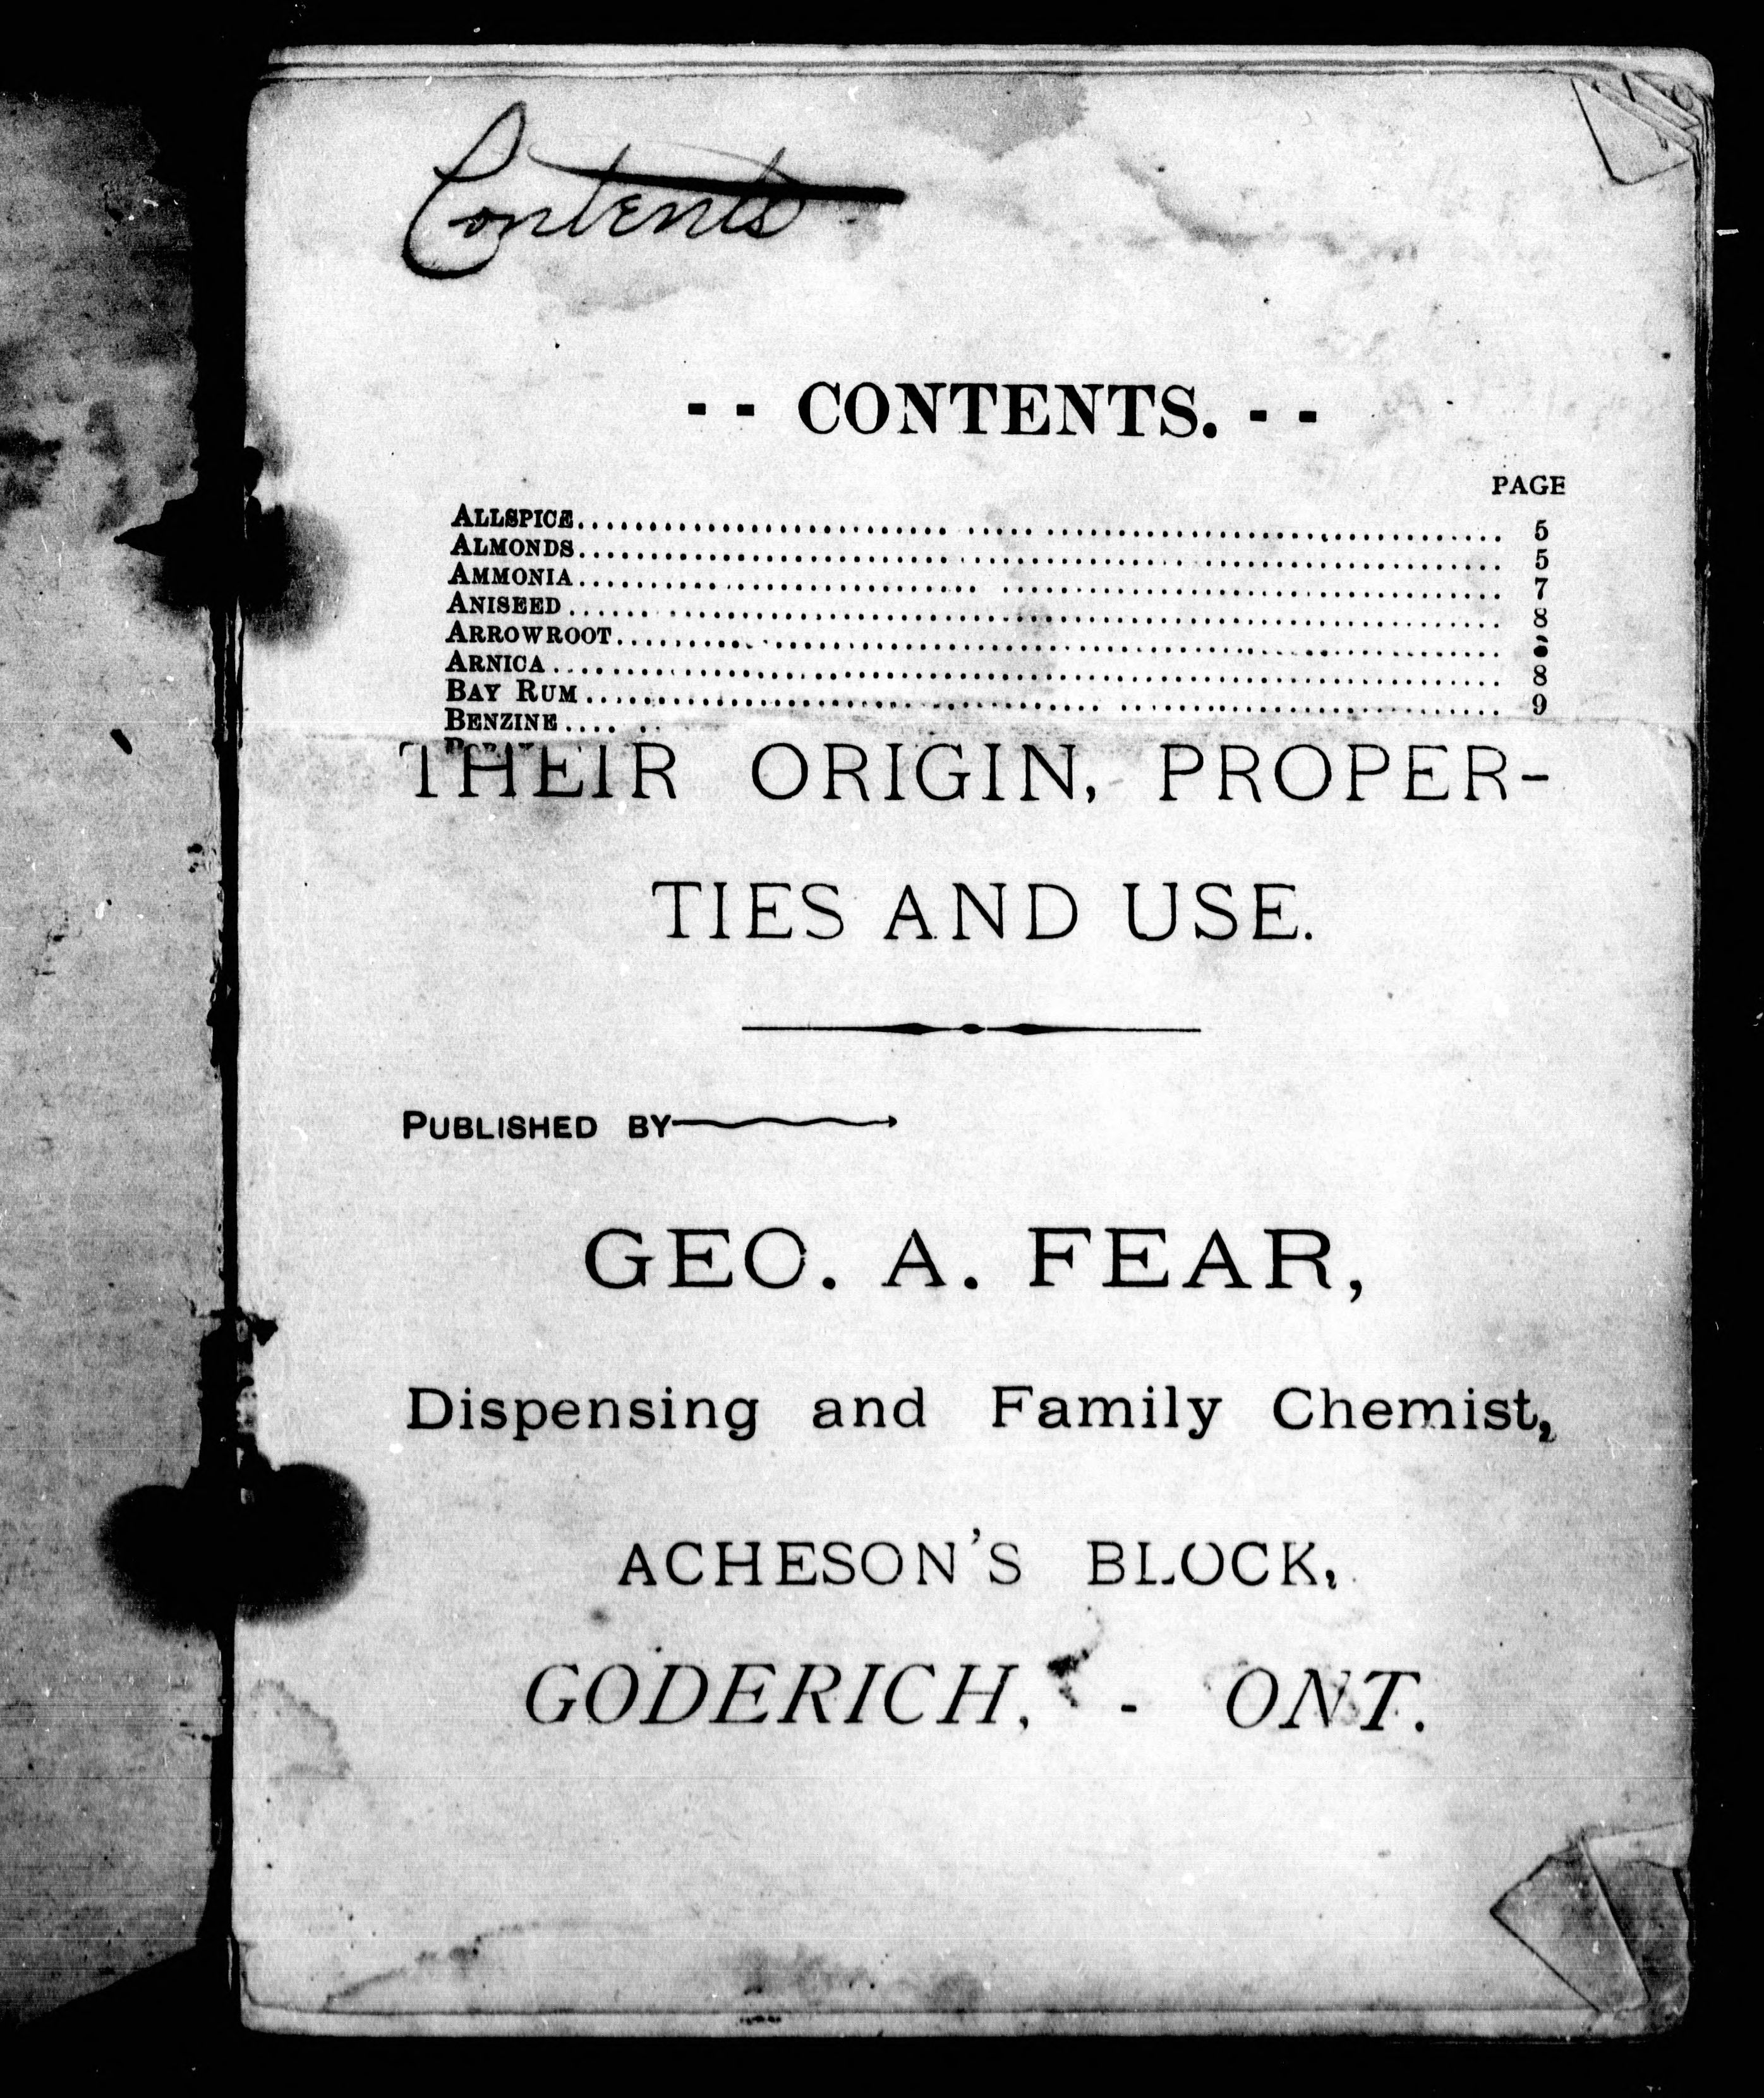 Contents
- - CONTENTS. - -
PAGE
ALLSPICE 5
ALMONDS 5
AMMONIA 7
ANISEED 8
ARROWROOT
ARNICA 8
BAY RUM 9
BENZINE
THEIR ORIGIN, PROPER-
TIES AND USE.
PUBLISHED BY
GEO. A. FEAR,
Dispensing and Family Chemist,
ACHESON'S BLOCK,
GODERICH, - ONT.